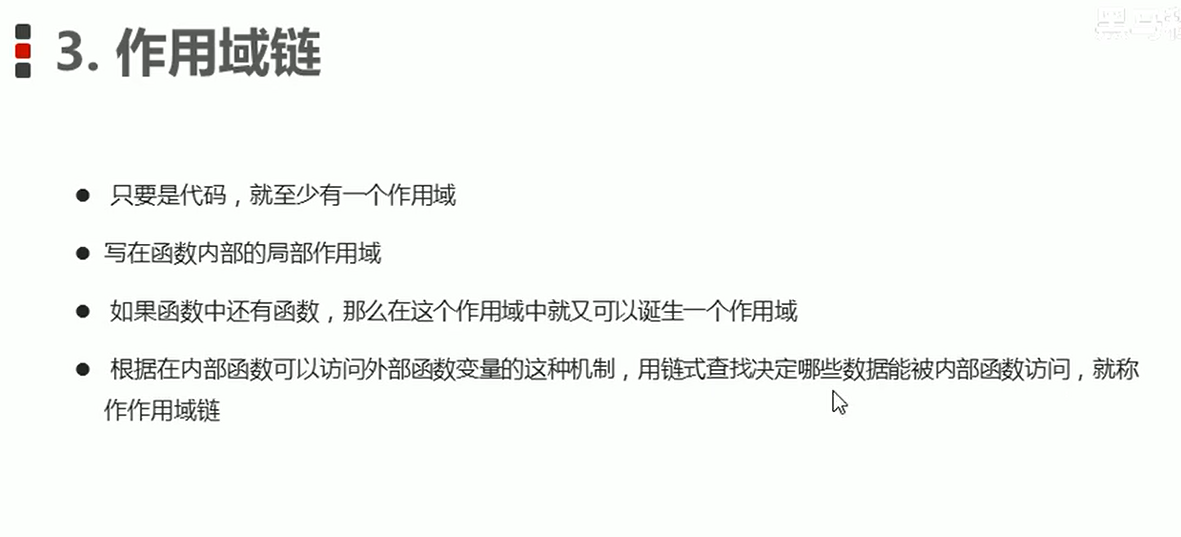 3. 作用域链
只要是代码，就至少有一个作用域
写在函数内部的局部作用域
如果函数中还有函数，那么在这个作用域中就又可以诞生一个作用域
根据在内部函数可以访问外部函数变量的这种机制，用链式查找决定哪些数据能被内部函数访问，就称
作作用域链